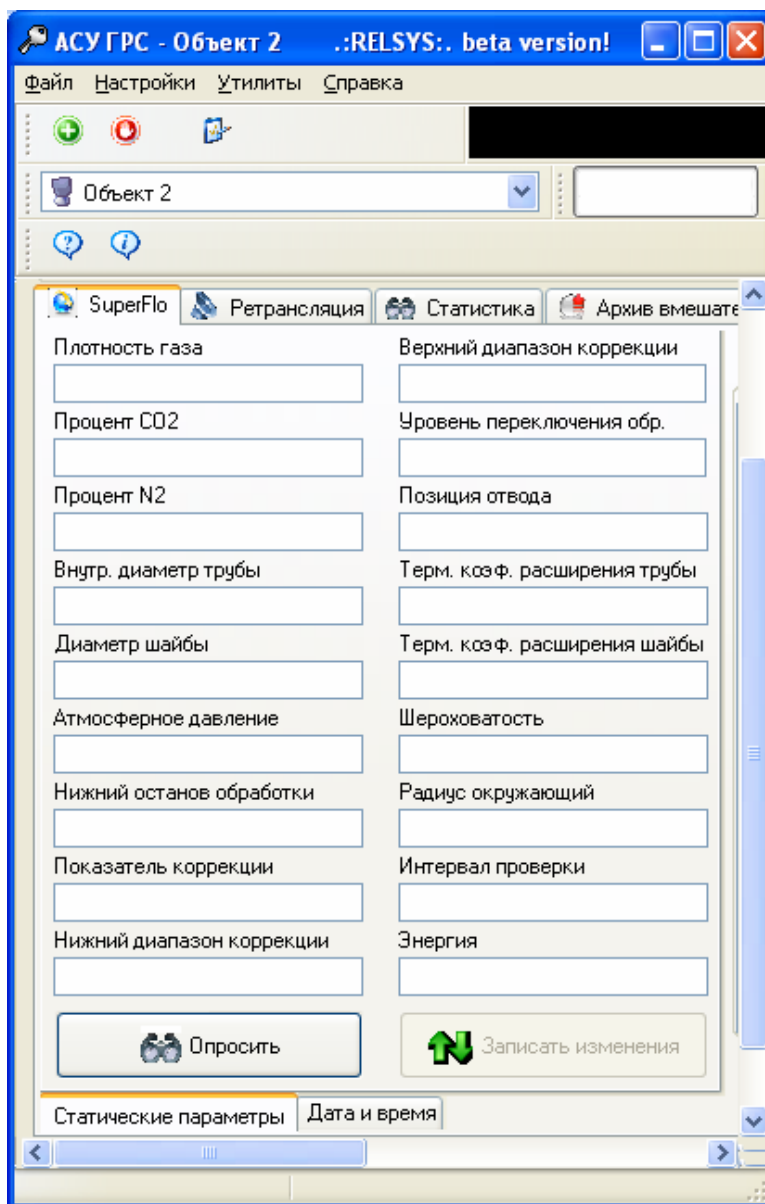 АСУ ГРС - Объект 2 .:RELSYS:. beta version!
Файл Настройки Утилиты Справка
Объект 2
SuperFlo Ретрансляция Статистика Архив вмешате
Плотность газа Верхний диапазон коррекции
Процент CO2 Уровень переключения обр.
Процент N2 Позиция отвода
Внутр. диаметр трубы Терм. коэф. расширения трубы
Диаметр шайбы Терм. коэф. расширения шайбы
Атмосферное давление Шероховатость
Нижний останов обработки Радиус окружающий
Показатель коррекции Интервал проверки
Нижний диапазон коррекции Энергия
Опросить Записать изменения
Статические параметры Дата и время